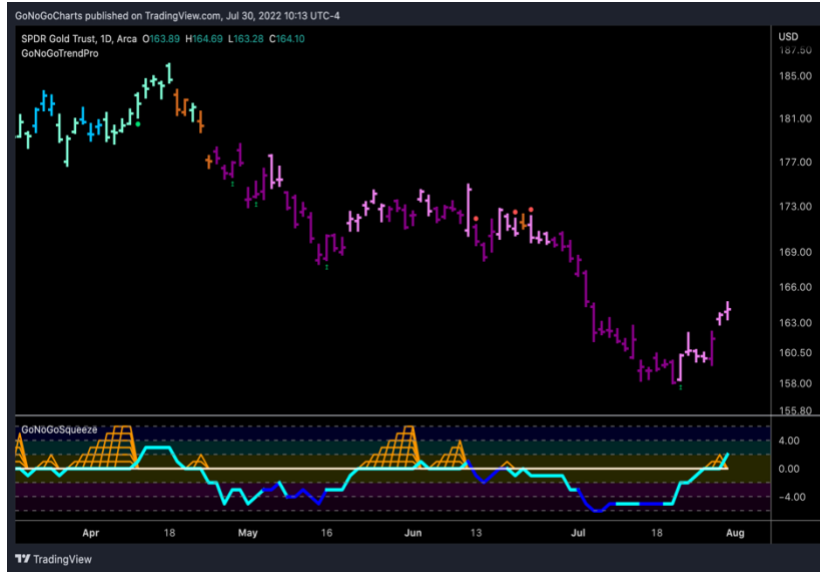 GoNoGoCharts published on TradingView.com, Jul 30, 2022 10:13 UTC-4
SPDR Gold Trust, 1D, Arca O163.89 H164.69 L163.28 C164.10
GoNoGoTrendPro
USD
187.50
185.00
181.00
177.00
173.00
169.00
166.00
163.00
160.50
158.00
155.80
GoNoGoSqueeze
4.00
0.00
−4.00
Apr 18 May 16 Jun 13 Jul 18 Aug
TradingView